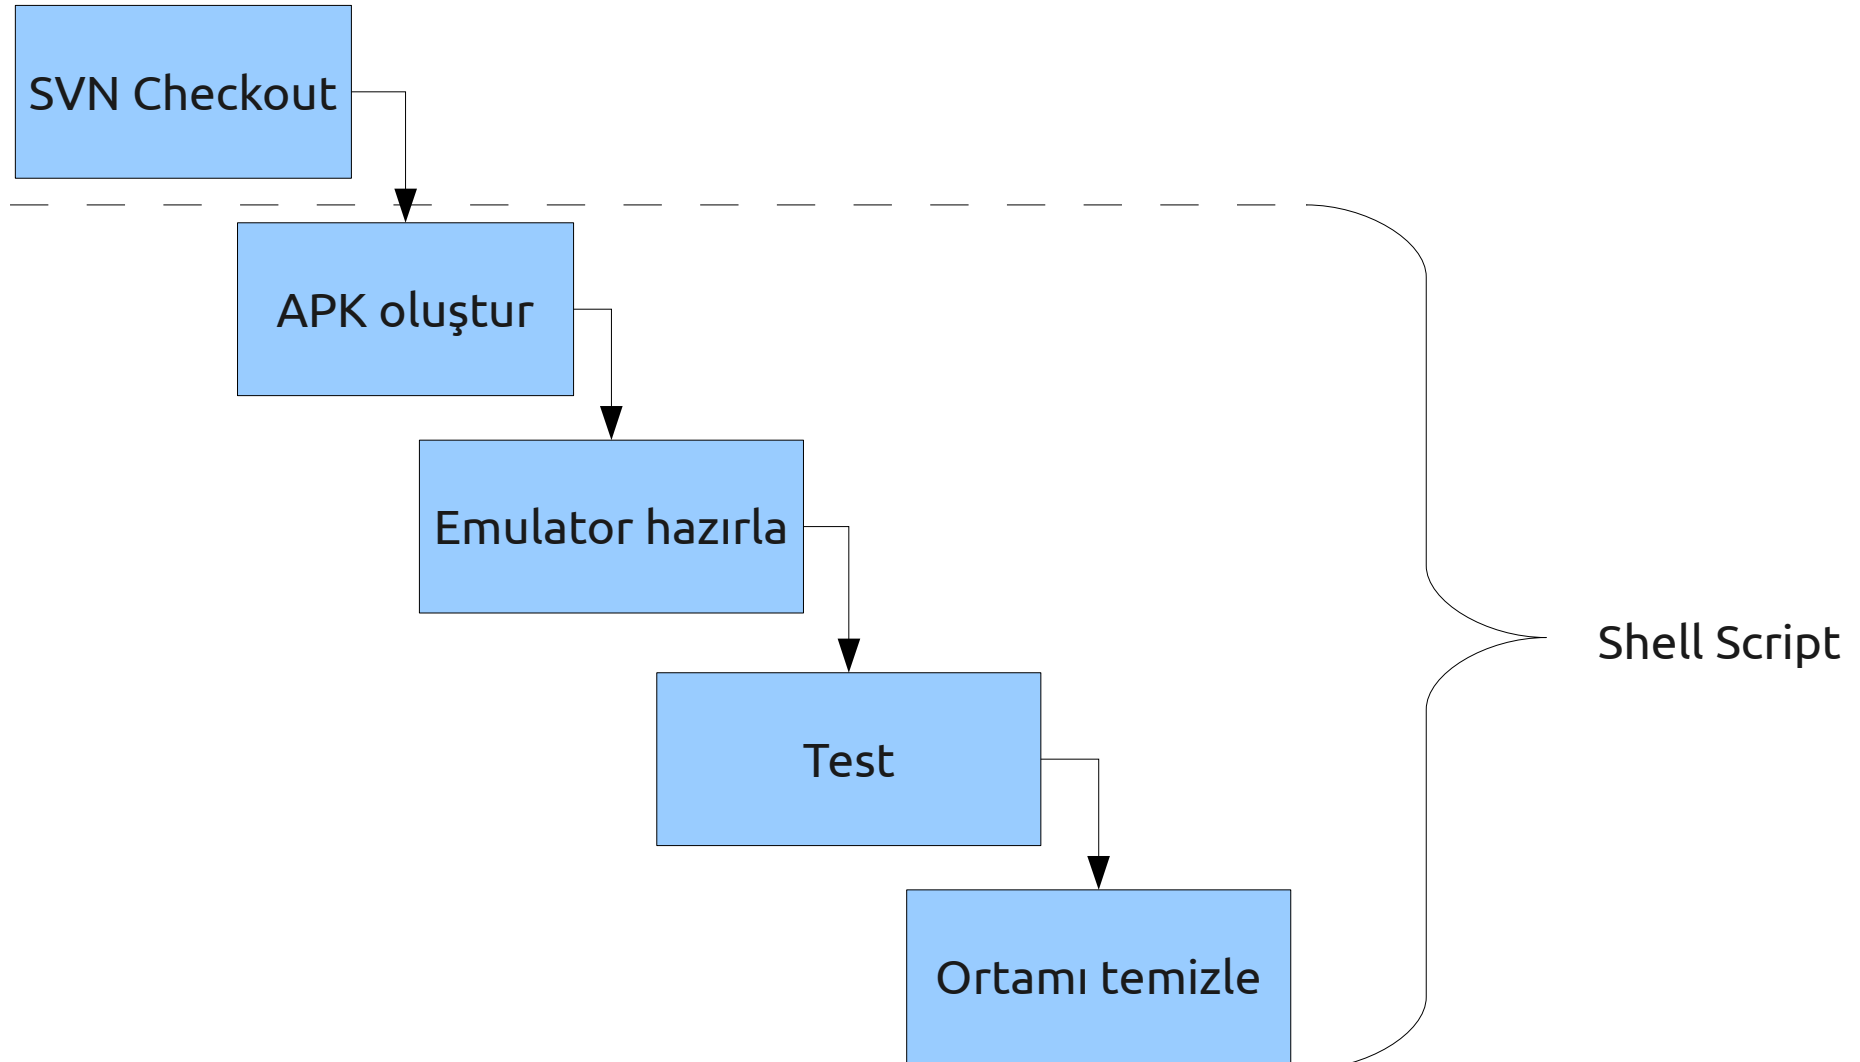 SVN Checkout
APK oluştur
Emulator hazırla
Shell Script
Test
Ortamı temizle